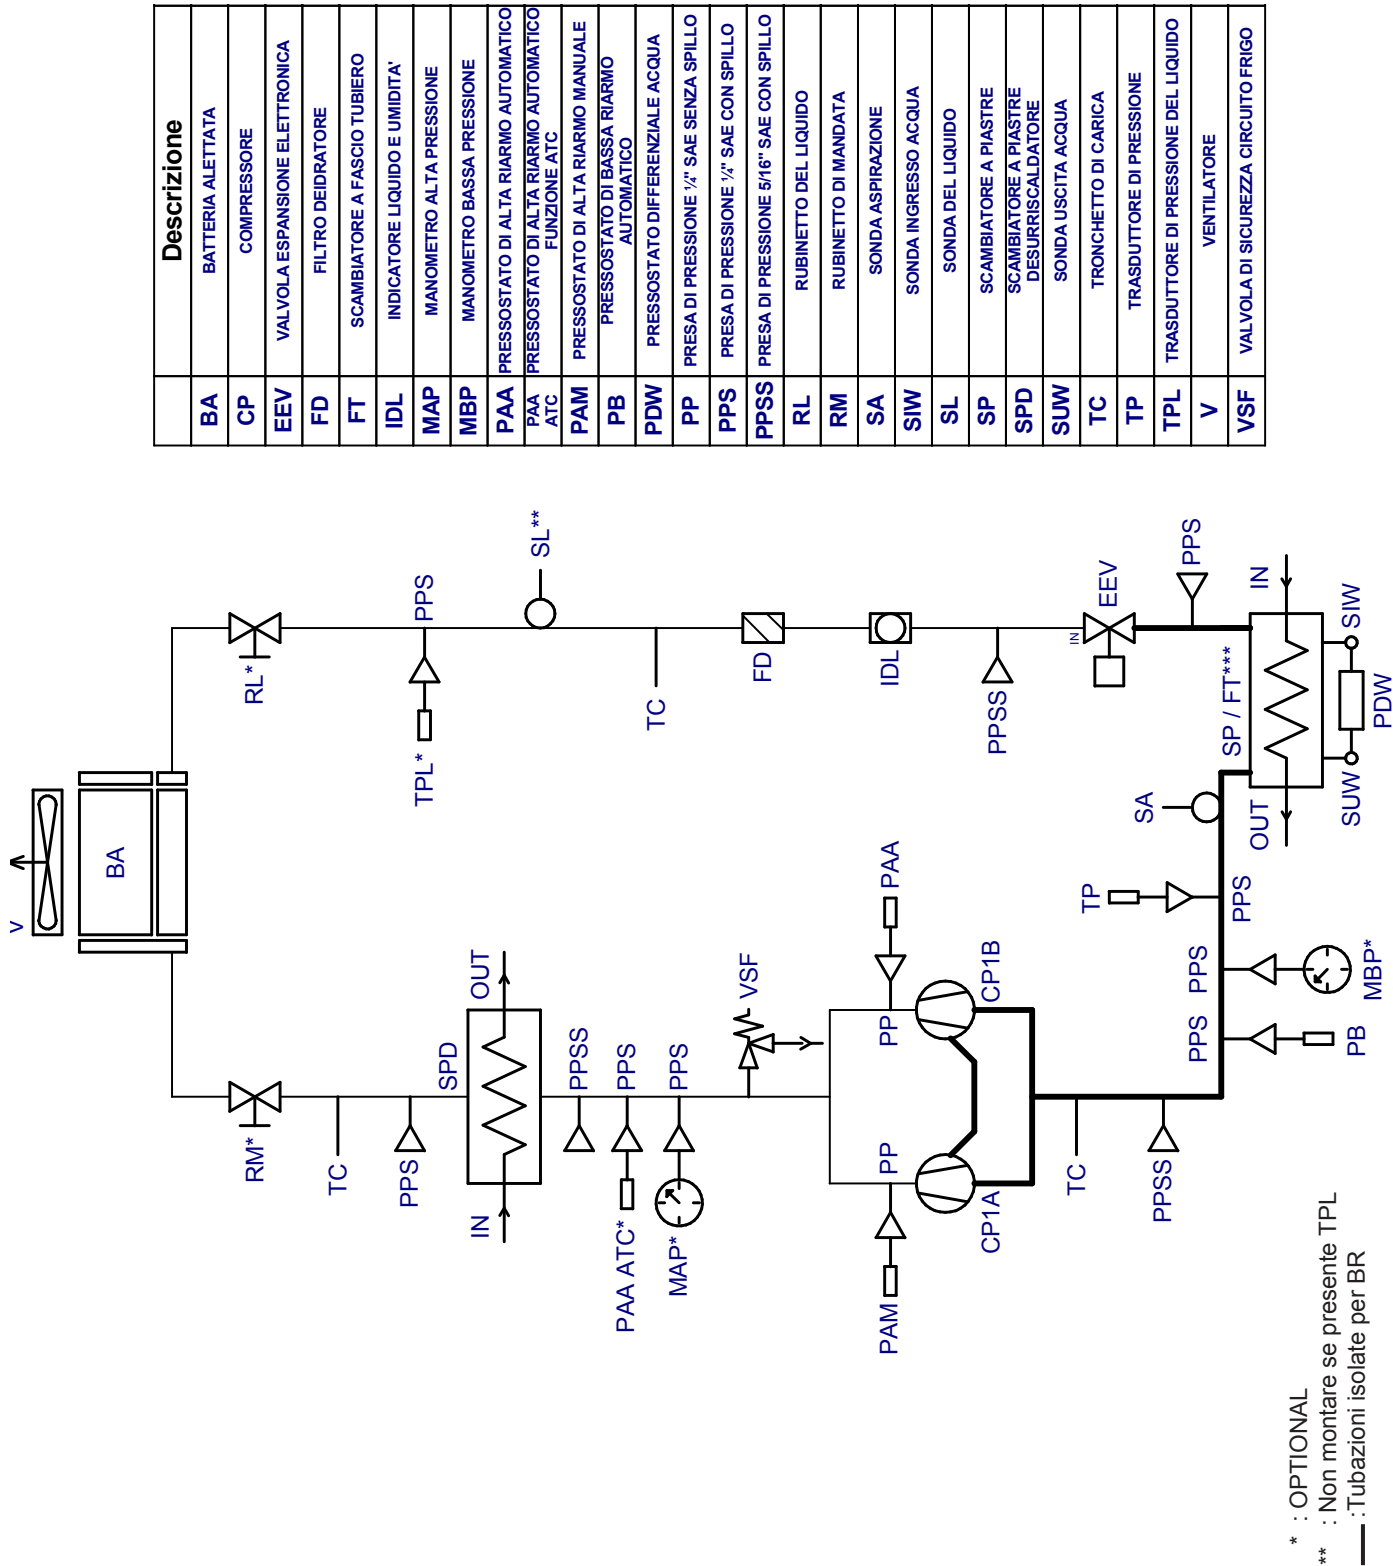 V
BA
RM*
RL*
TC
PPS
SPD
IN
OUT
PPSS
PAA ATC*
PPS
MAP*
PPS
VSF
PAM
PP
PP
PAA
CP1A
CP1B
TC
PPSS
PPS
PB
PPS
MBP*
TP
PPS
SA
TPL*
PPS
SL**
TC
FD
IDL
PPSS
IN
EEV
PPS
SP / FT***
IN
OUT
SUW
SIW
PDW
* : OPTIONAL
** : Non montare se presente TPL
:Tubazioni isolate per BR
Descrizione
BA BATTERIA ALETTATA
CP COMPRESSORE
EEV VALVOLA ESPANSIONE ELETTRONICA
FD FILTRO DEIDRATORE
FT SCAMBIATORE A FASCIO TUBIERO
IDL INDICATORE LIQUIDO E UMIDITA'
MAP MANOMETRO ALTA PRESSIONE
MBP MANOMETRO BASSA PRESSIONE
PAA PRESSOSTATO DI ALTA RIARMO AUTOMATICO
PAA PRESSOSTATO DI ALTA RIARMO AUTOMATICO
ATC FUNZIONE ATC
PAM PRESSOSTATO DI ALTA RIARMO MANUALE
PB PRESSOSTATO DI BASSA RIARMO
AUTOMATICO
PDW PRESSOSTATO DIFFERENZIALE ACQUA
PP PRESA DI PRESSIONE ¼" SAE SENZA SPILLO
PPS PRESA DI PRESSIONE ¼" SAE CON SPILLO
PPSS PRESA DI PRESSIONE 5/16" SAE CON SPILLO
RL RUBINETTO DEL LIQUIDO
RM RUBINETTO DI MANDATA
SA SONDA ASPIRAZIONE
SIW SONDA INGRESSO ACQUA
SL SONDA DEL LIQUIDO
SP SCAMBIATORE A PIASTRE
SPD SCAMBIATORE A PIASTRE
DESURRISCALDATORE
SUW SONDA USCITA ACQUA
TC TRONCHETTO DI CARICA
TP TRASDUTTORE DI PRESSIONE
TPL TRASDUTTORE DI PRESSIONE DEL LIQUIDO
V VENTILATORE
VSF VALVOLA DI SICUREZZA CIRCUITO FRIGO